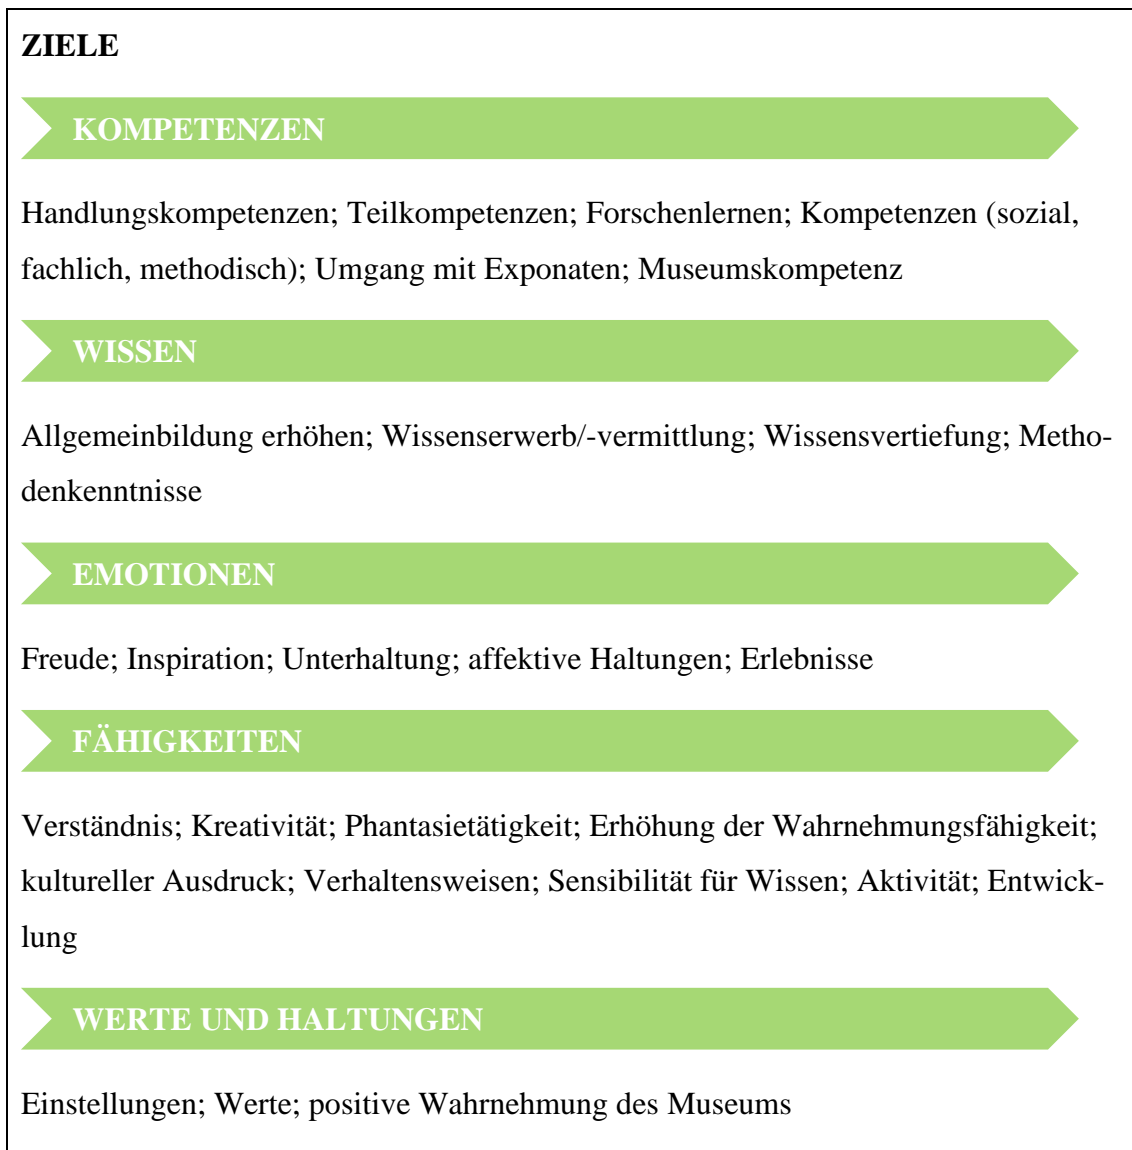 ZIELE
KOMPETENZEN
Handlungskompetenzen; Teilkompetenzen; Forschenlernen; Kompetenzen (sozial,
fachlich, methodisch); Umgang mit Exponaten; Museumskompetenz
WISSEN
Allgemeinbildung erhöhen; Wissenserwerb/-vermittlung; Wissensvertiefung; Metho-
denkenntnisse
EMOTIONEN
Freude; Inspiration; Unterhaltung; affektive Haltungen; Erlebnisse
FÄHIGKEITEN
Verständnis; Kreativität; Phantasietätigkeit; Erhöhung der Wahrnehmungsfähigkeit;
kultureller Ausdruck; Verhaltensweisen; Sensibilität für Wissen; Aktivität; Entwick-
lung
WERTE UND HALTUNGEN
Einstellungen; Werte; positive Wahrnehmung des Museums